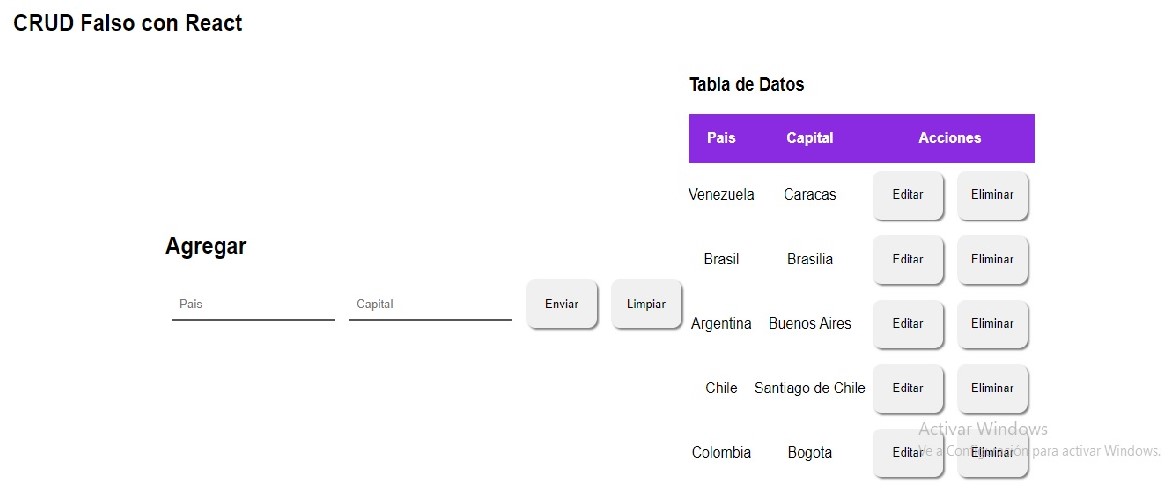 CRUD Falso con React
Agregar
Pais Capital Enviar Limpiar
Tabla de Datos
Pais Capital Acciones
Venezuela Caracas Editar Eliminar
Brasil Brasilia Editar Eliminar
Argentina Buenos Aires Editar Eliminar
Chile Santiago de Chile Editar Eliminar
Colombia Bogota Editar Eliminar
Activar Windows
Ve a Configuración para activar Windows.